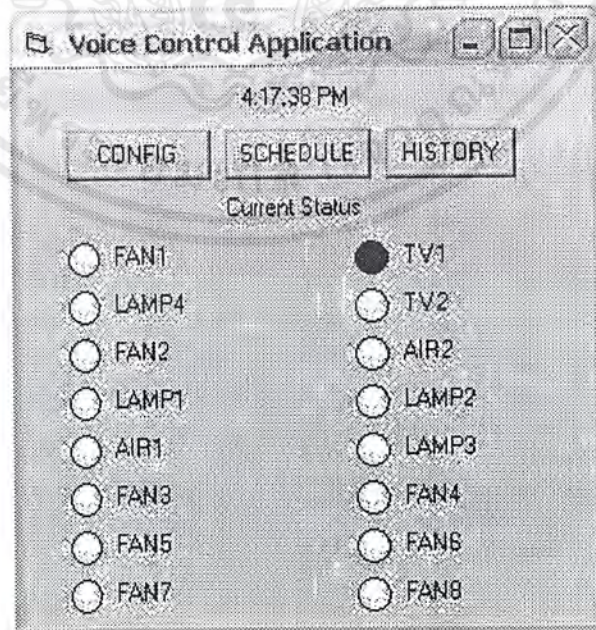 Voice Control Application
4:17:38 PM
CONFIG SCHEDULE HISTORY
Current Status
FAN1 TV1
LAMP4 TV2
FAN2 AIR2
LAMP1 LAMP2
AIR1 LAMP3
FAN3 FAN4
FAN5 FAN6
FAN7 FAN8